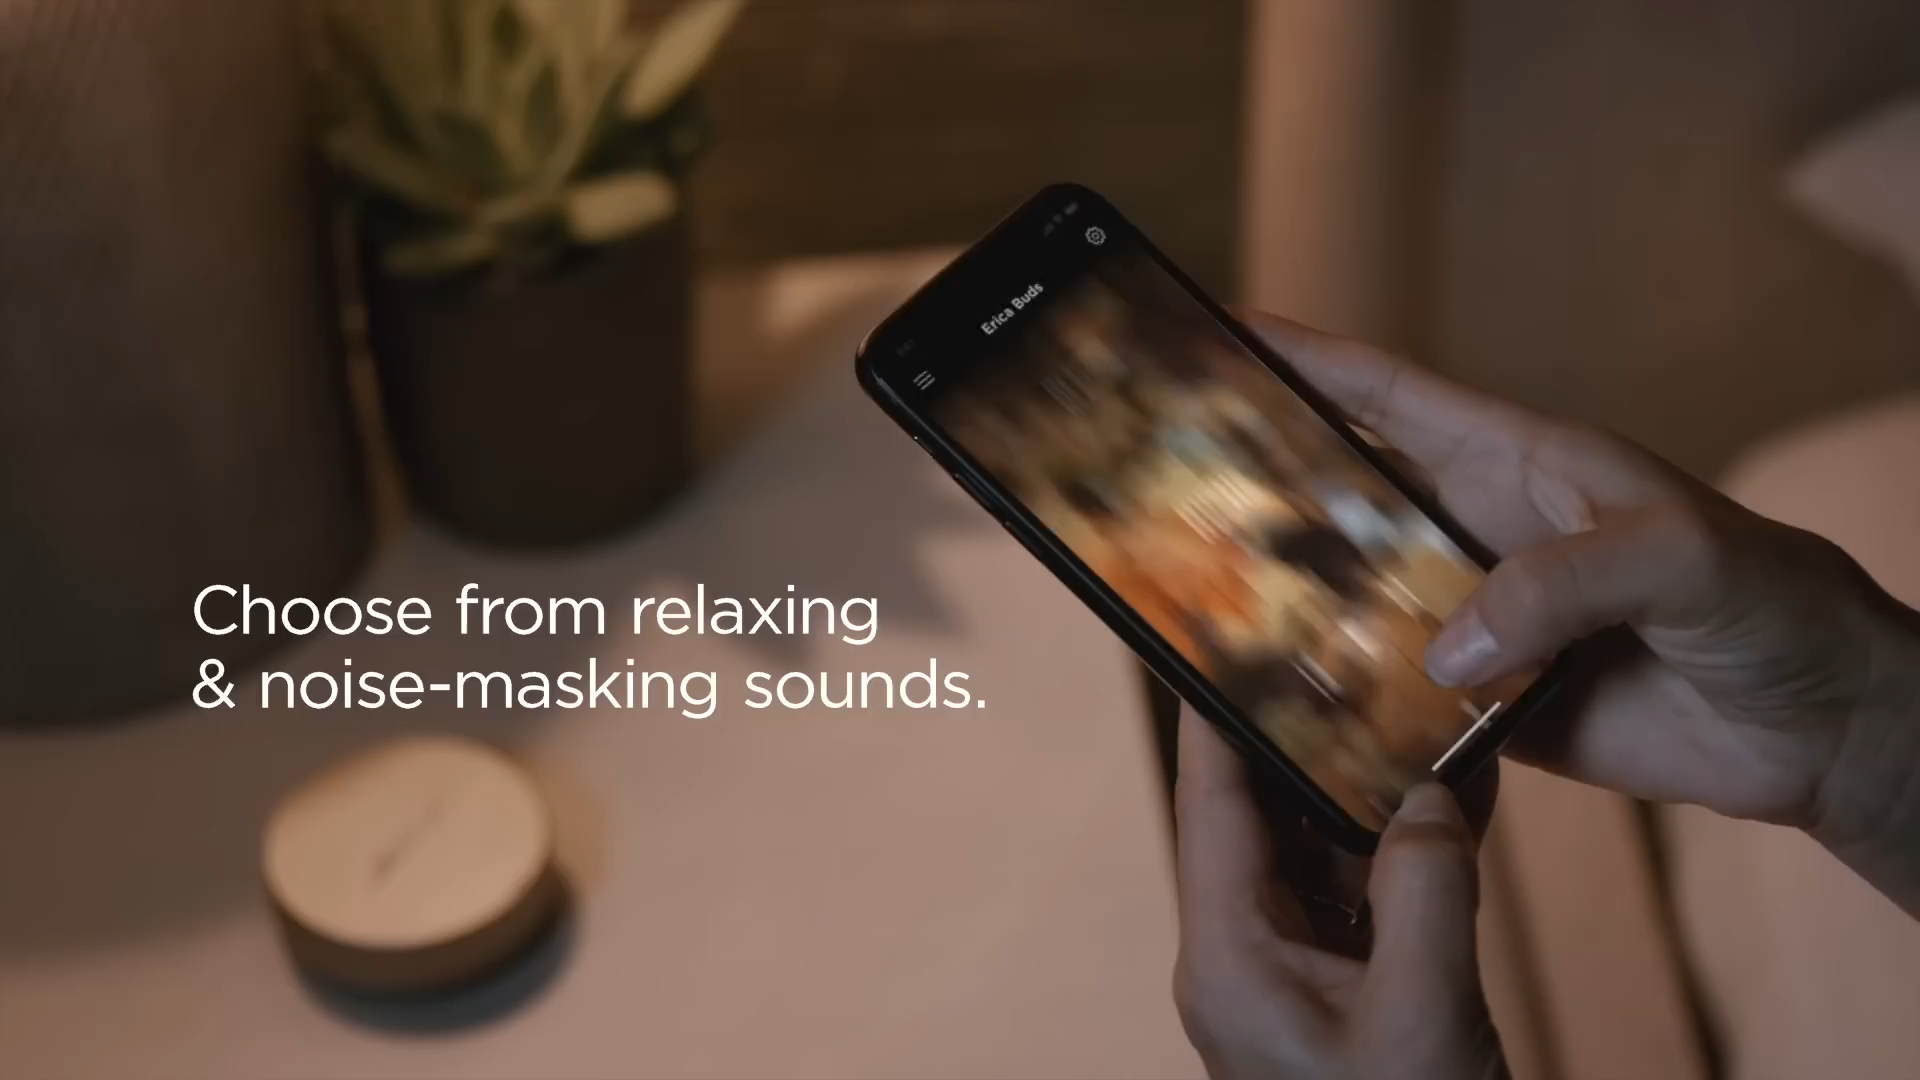 Erica Buds
Choose from relaxing
& noise-masking sounds.